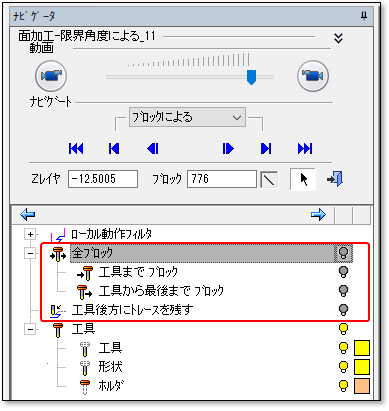 ﾅﾋﾞｹﾞｰﾀ
面加工-限界角度による_11
動画
ﾅﾋﾞｹﾞｰﾄ
ﾌﾞﾛｯｸによる
Zﾚｲﾔ -12.5005 ﾌﾞﾛｯｸ 776
ﾛｰｶﾙ動作ﾌｨﾙﾀ
全ﾌﾞﾛｯｸ
工具まで ﾌﾞﾛｯｸ
工具から最後まで ﾌﾞﾛｯｸ
工具後方にﾄﾚｰｽを残す
工具
工具
形状
ﾎﾙﾀﾞ